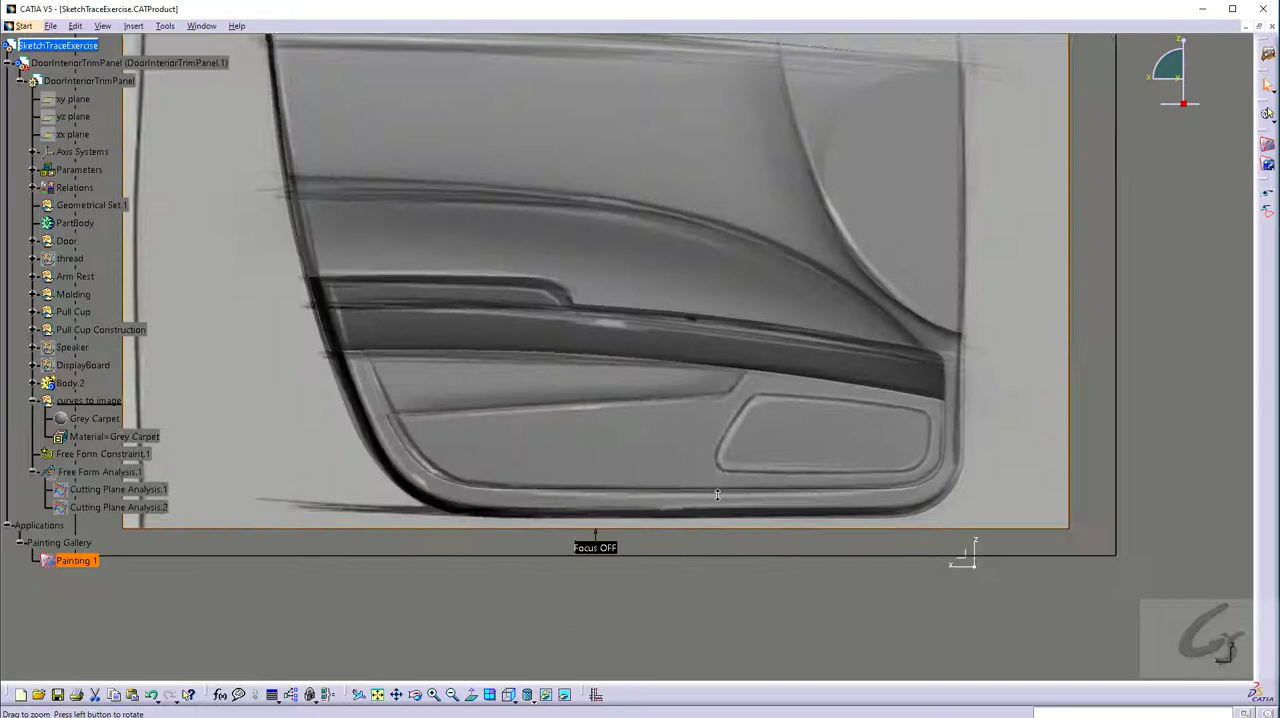 CATIA V5 - [SketchTraceExercise.CATProduct]
Start File Edit View Insert Tools Window Help
SketchTraceExercise
DoorInteriorTrimPanel (DoorInteriorTrimPanel.1)
DoorInteriorTrimPanel
xy plane
yz plane
zx plane
Axis Systems
Parameters
Relations
Geometrical Set.1
PartBody
Door
thread
Arm Rest
Molding
Pull Cup
Pull Cup Construction
Speaker
DisplayBoard
Body.2
curves to image
Grey Carpet
Material=Grey Carpet
Free Form Constraint.1
Free Form Analysis.1
Cutting Plane Analysis.1
Cutting Plane Analysis.2
Applications
Painting Gallery
Painting 1
z
x
y
Focus OFF
z
x
z
x
f(x)
CATIA
Drag to zoom Press left button to rotate